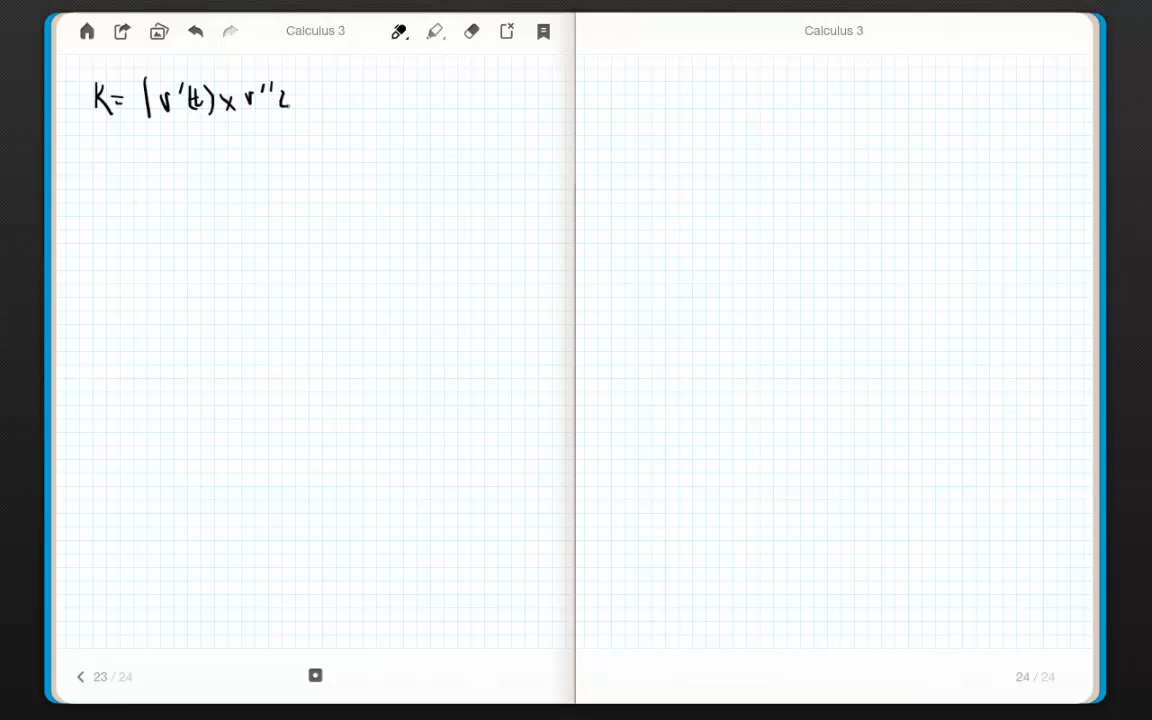 Calculus 3
Calculus 3
K= |r'(t) x r''
23 / 24
24 / 24